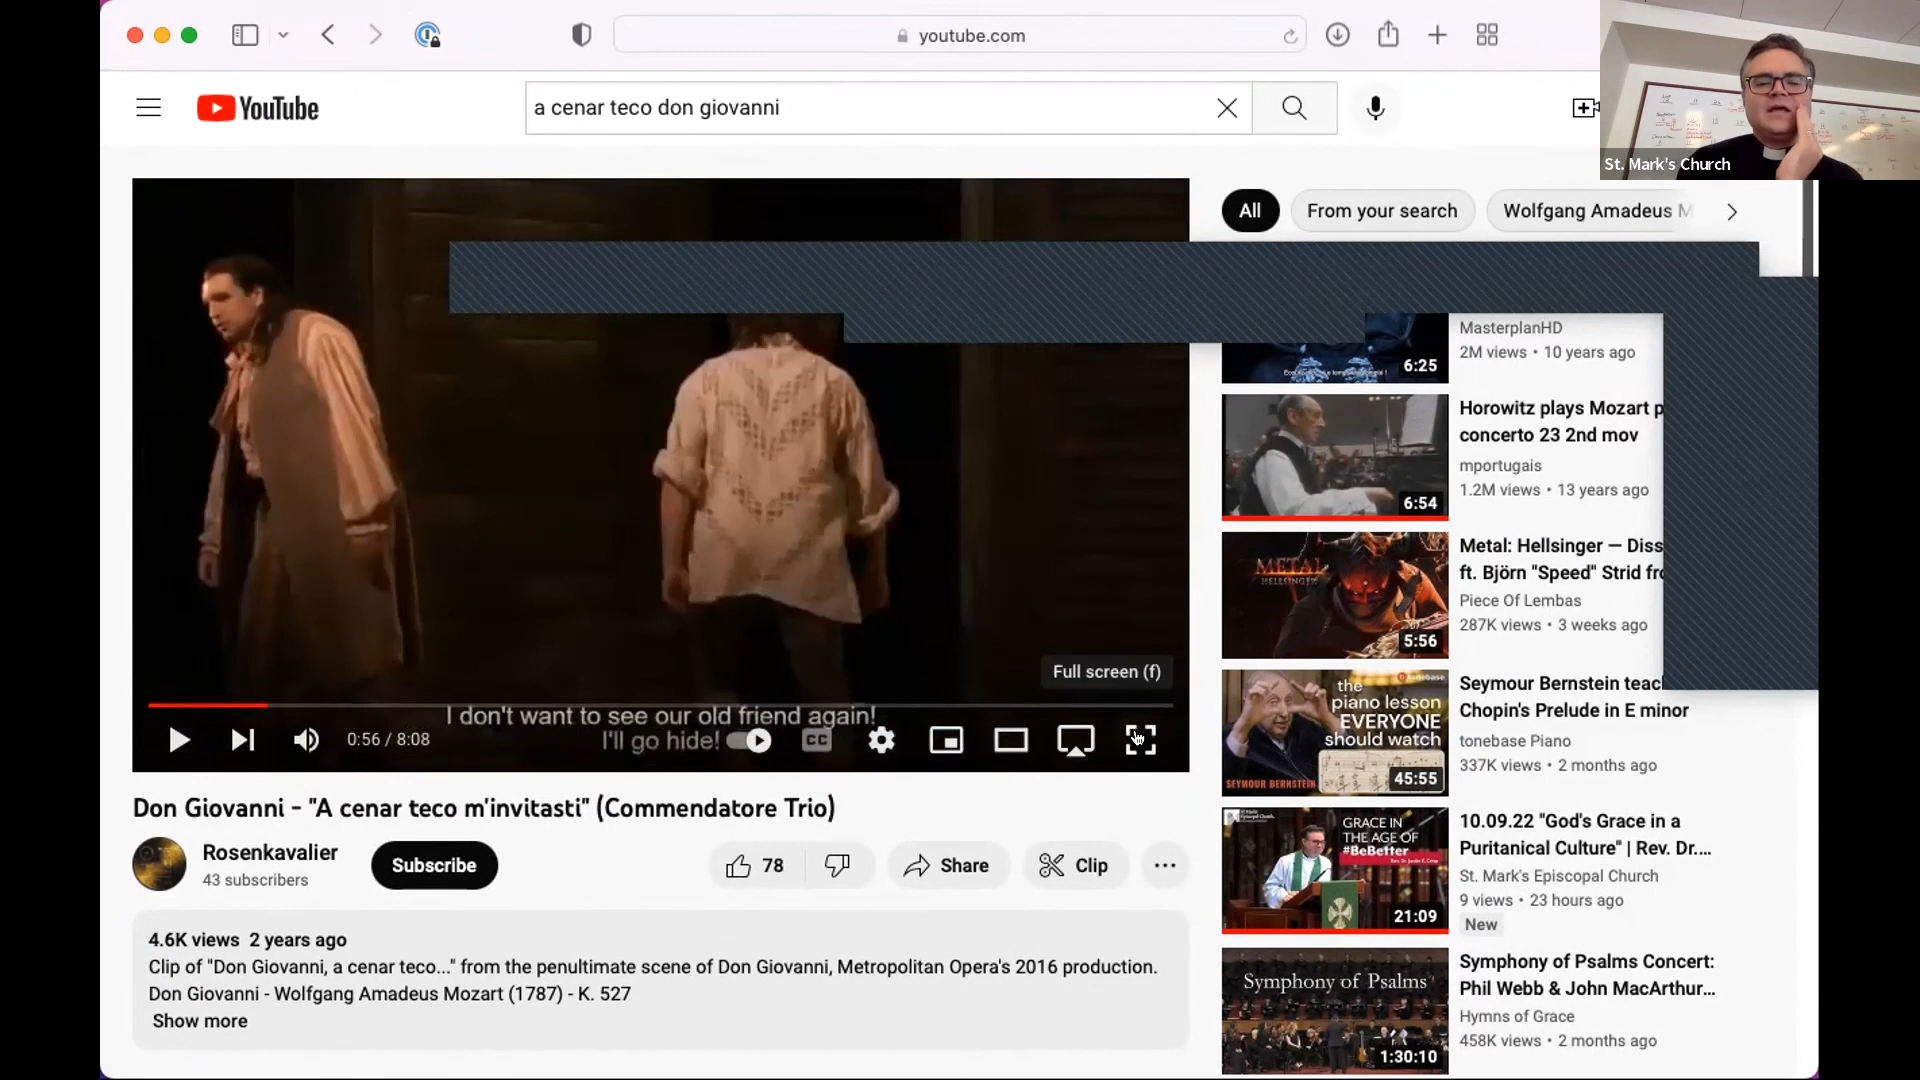 youtube.com
YouTube
a cenar teco don giovanni
St. Mark's Church
All
From your search
Wolfgang Amadeus M
MasterplanHD
2M views • 10 years ago
6:25
Horowitz plays Mozart p
concerto 23 2nd mov
mportugais
1.2M views • 13 years ago
6:54
METAL
HELLSINGER
Metal: Hellsinger — Diss
ft. Björn "Speed" Strid fro
Piece Of Lembas
287K views • 3 weeks ago
5:56
Full screen (f)
I don't want to see our old friend again!
I'll go hide!
0:56 / 8:08
CC
the
piano lesson
EVERYONE
should watch
SEYMOUR BERNSTEIN
45:55
Seymour Bernstein teac
Chopin's Prelude in E minor
tonebase Piano
337K views • 2 months ago
Don Giovanni - "A cenar teco m'invitasti" (Commendatore Trio)
Rosenkavalier
43 subscribers
Subscribe
78
Share
Clip
GRACE IN
THE AGE OF
#BeBetter
21:09
10.09.22 "God's Grace in a
Puritanical Culture" | Rev. Dr....
St. Mark's Episcopal Church
9 views • 23 hours ago
New
4.6K views 2 years ago
Clip of "Don Giovanni, a cenar teco..." from the penultimate scene of Don Giovanni, Metropolitan Opera's 2016 production.
Don Giovanni - Wolfgang Amadeus Mozart (1787) - K. 527
Show more
Symphony of Psalms
1:30:10
Symphony of Psalms Concert:
Phil Webb & John MacArthur...
Hymns of Grace
458K views • 2 months ago